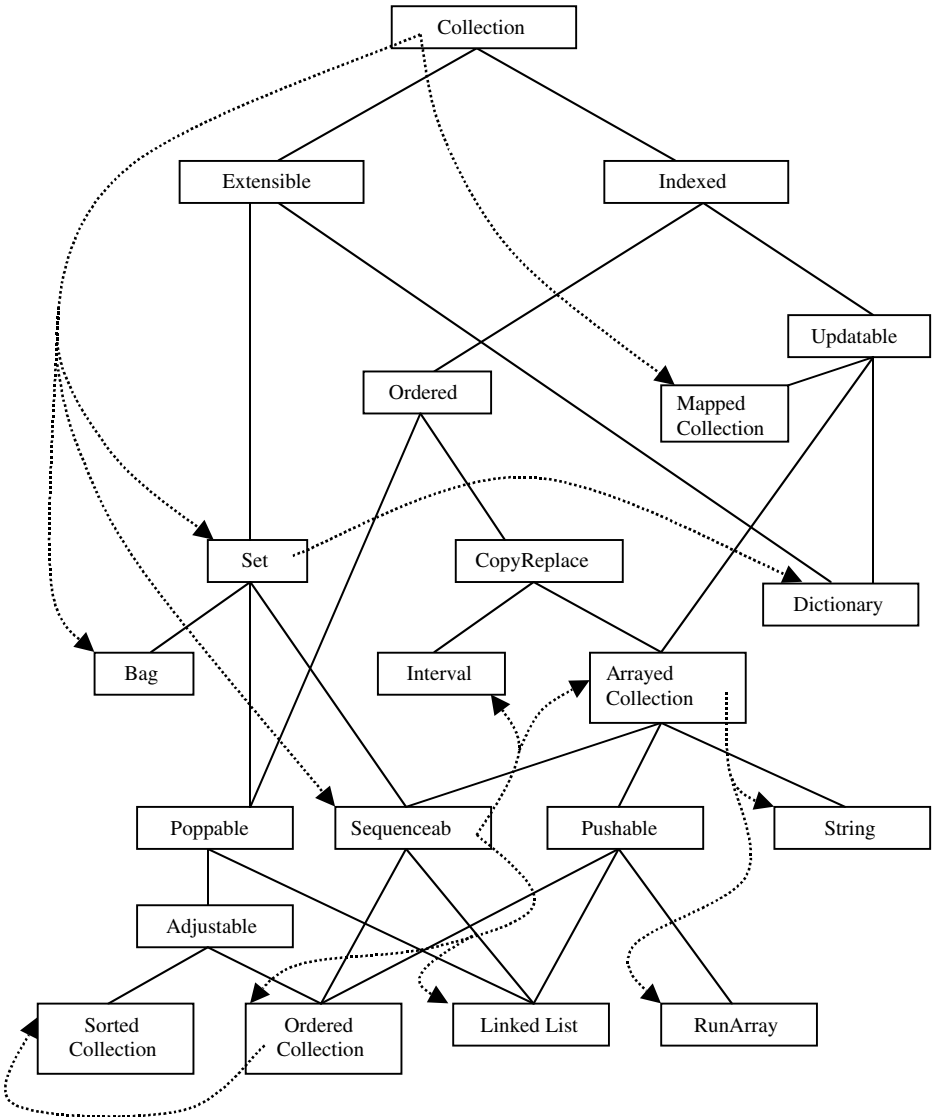 Collection
Extensible
Indexed
Updatable
Ordered
Mapped
Collection
Set
CopyReplace
Dictionary
Bag
Interval
Arrayed
Collection
Poppable
Sequenceab
Pushable
String
Adjustable
Sorted
Collection
Ordered
Collection
Linked List
RunArray